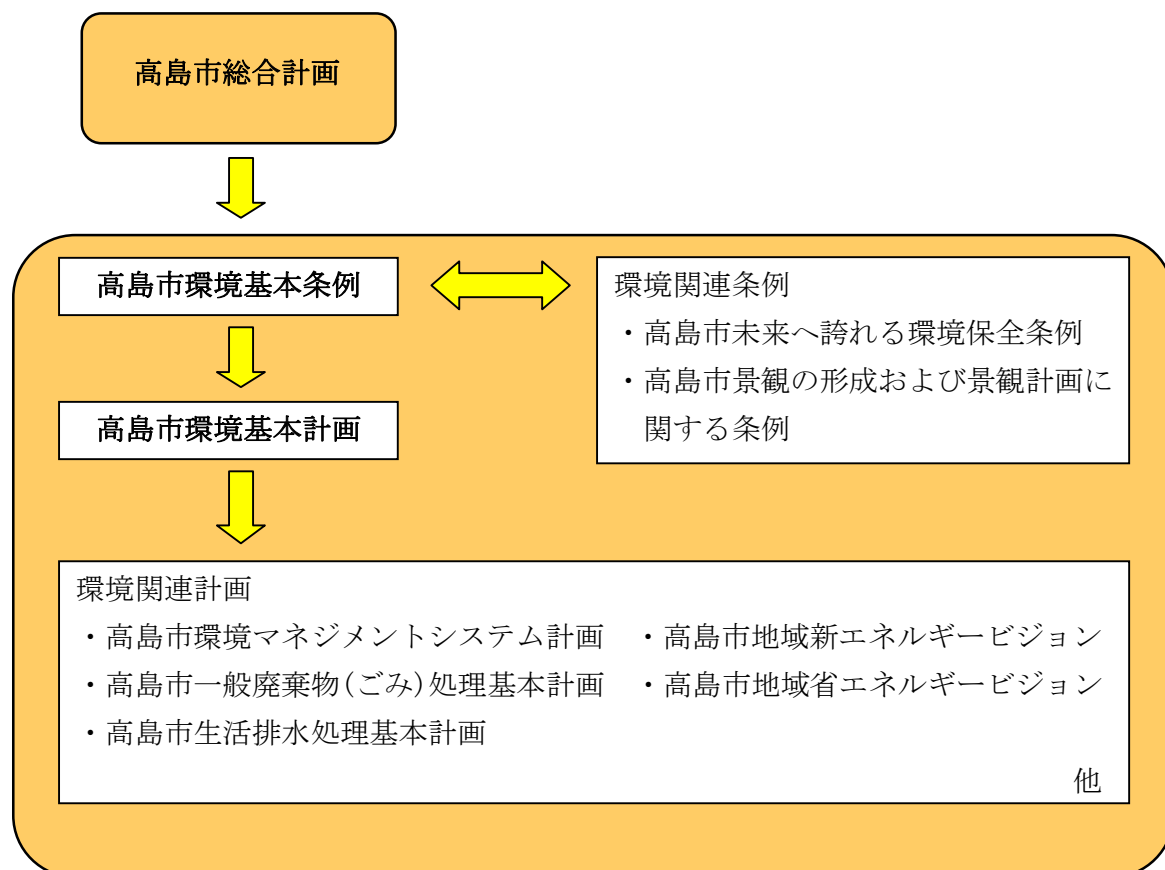 高島市総合計画
高島市環境基本条例
環境関連条例
・高島市未来へ誇れる環境保全条例
・高島市景観の形成および景観計画に
関する条例
高島市環境基本計画
環境関連計画
・高島市環境マネジメントシステム計画 ・高島市地域新エネルギービジョン
・高島市一般廃棄物(ごみ)処理基本計画 ・高島市地域省エネルギービジョン
・高島市生活排水処理基本計画
他